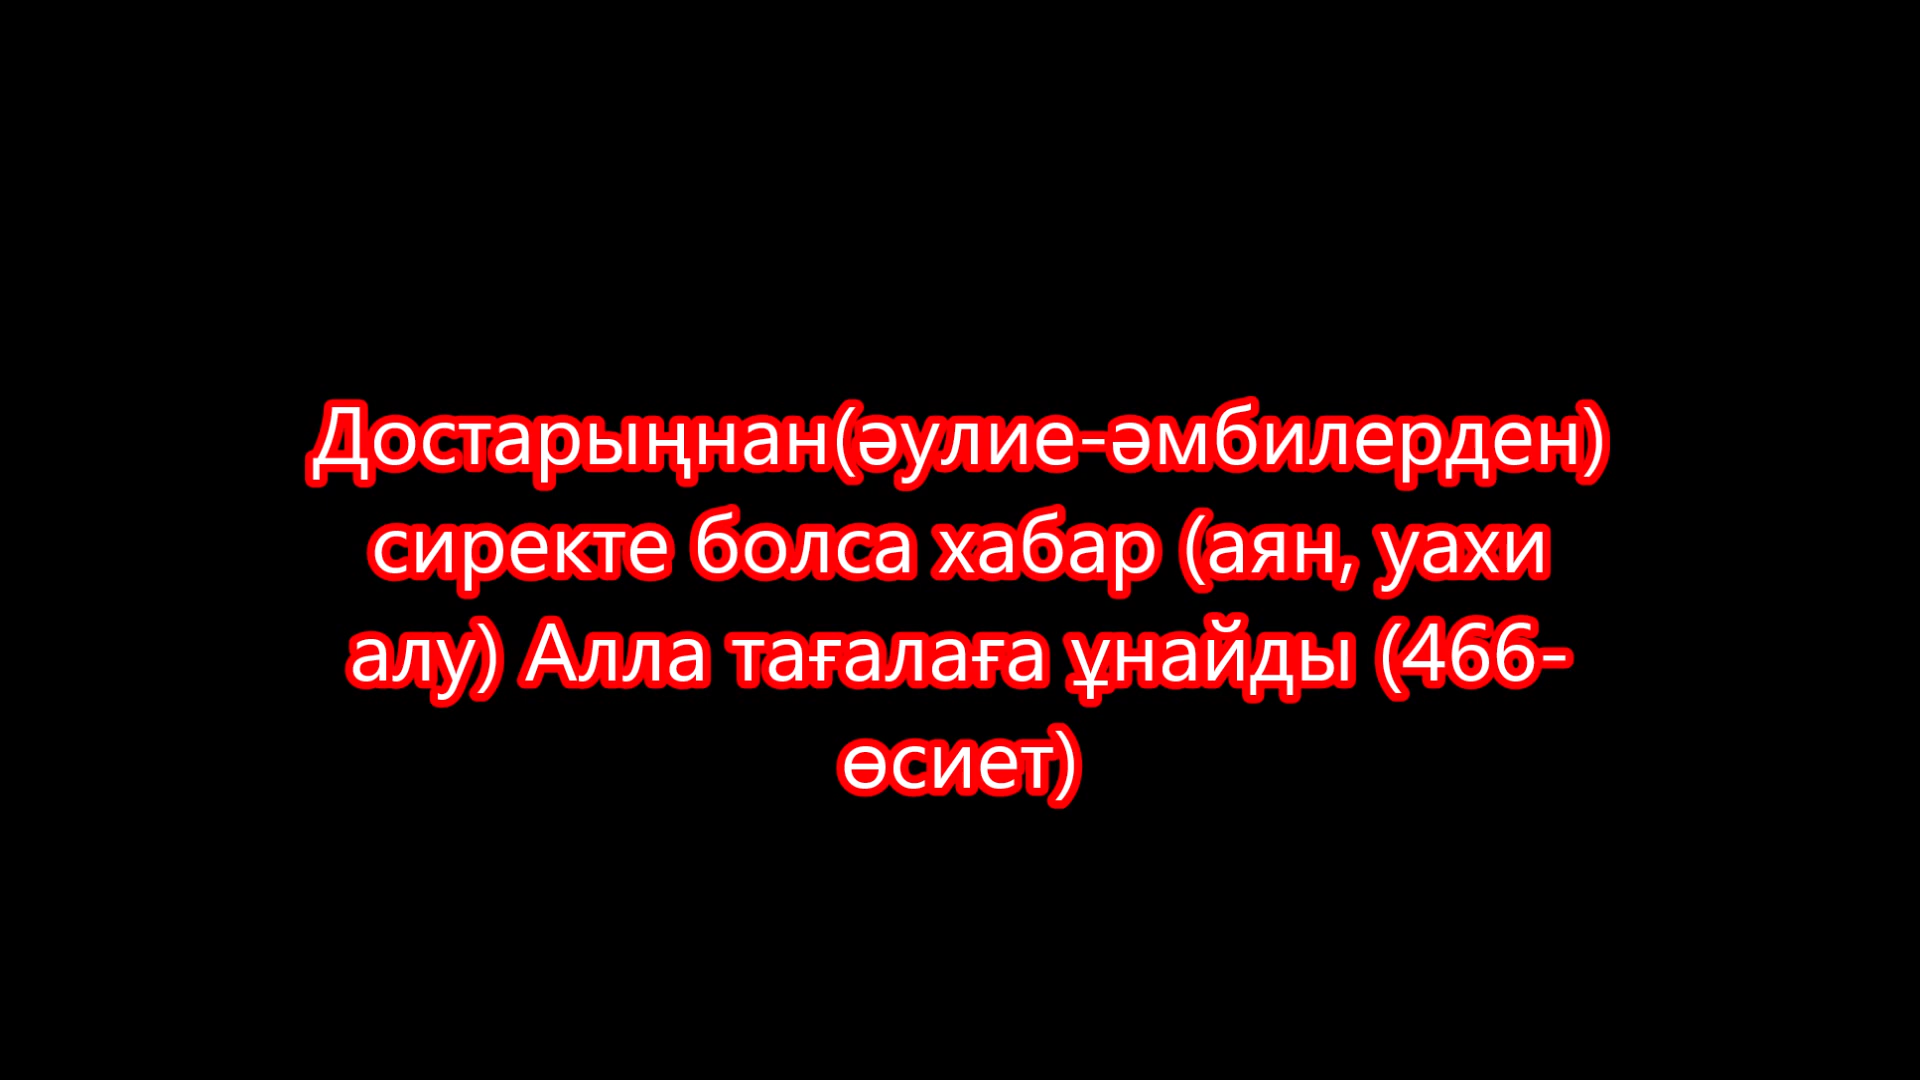 Достарыңнан(әулие-әмбилерден)
сиректе болса хабар (аян, уахи
алу) Алла тағалаға ұнайды (466-
өсиет)